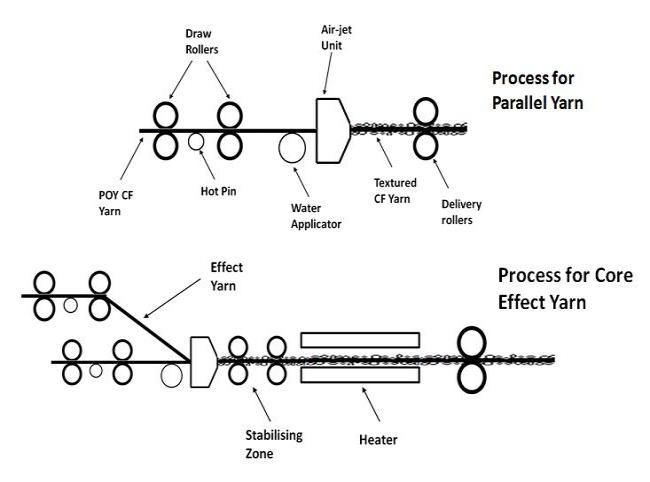 Draw
Rollers
Air-jet
Unit
Process for
Parallel Yarn
POY CF
Yarn
Hot Pin
Water
Applicator
Textured
CF Yarn
Delivery
rollers
Effect
Yarn
Process for Core
Effect Yarn
Stabilising
Zone
Heater